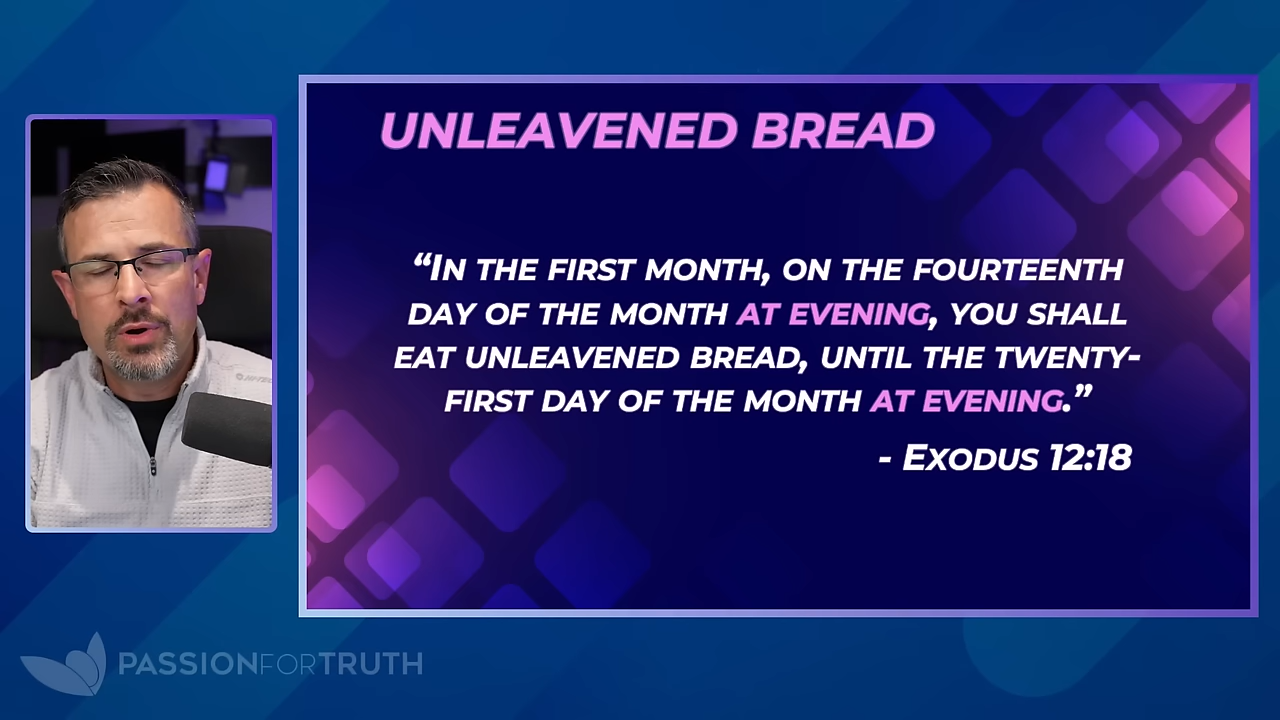 UNLEAVENED BREAD
“IN THE FIRST MONTH, ON THE FOURTEENTH
DAY OF THE MONTH AT EVENING, YOU SHALL
EAT UNLEAVENED BREAD, UNTIL THE TWENTY-
FIRST DAY OF THE MONTH AT EVENING.”
- EXODUS 12:18
PASSIONFORTRUTH